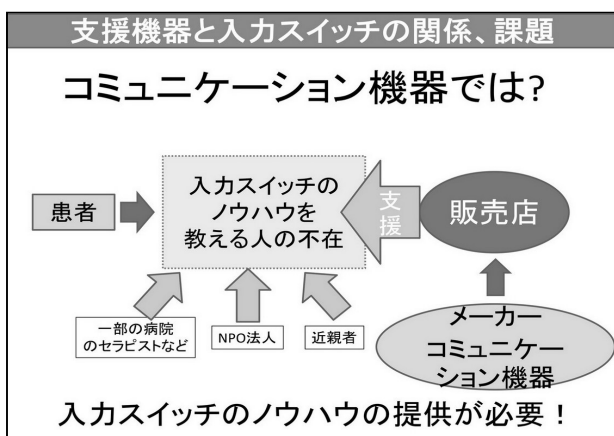 支援機器と入力スイッチの関係、課題
コミュニケーション機器では?
患者
入力スイッチの
ノウハウを
教える人の不在
支
援
販売店
一部の病院
のセラピストなど
NPO法人
近親者
メーカー
コミュニケー
ション機器
入力スイッチのノウハウの提供が必要！